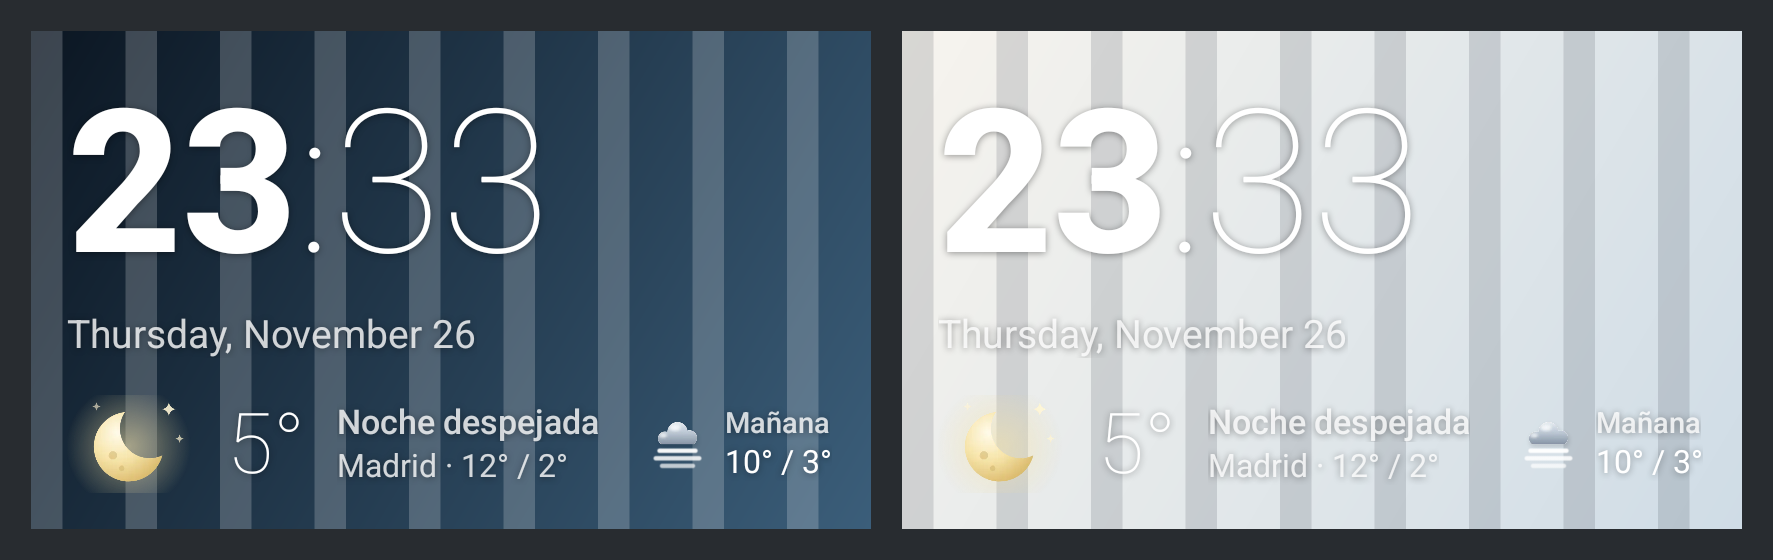 23:33
Thursday, November 26
5°
Noche despejada
Madrid · 12° / 2°
Mañana
10° / 3°
23:33
Thursday, November 26
5°
Noche despejada
Madrid · 12° / 2°
Mañana
10° / 3°